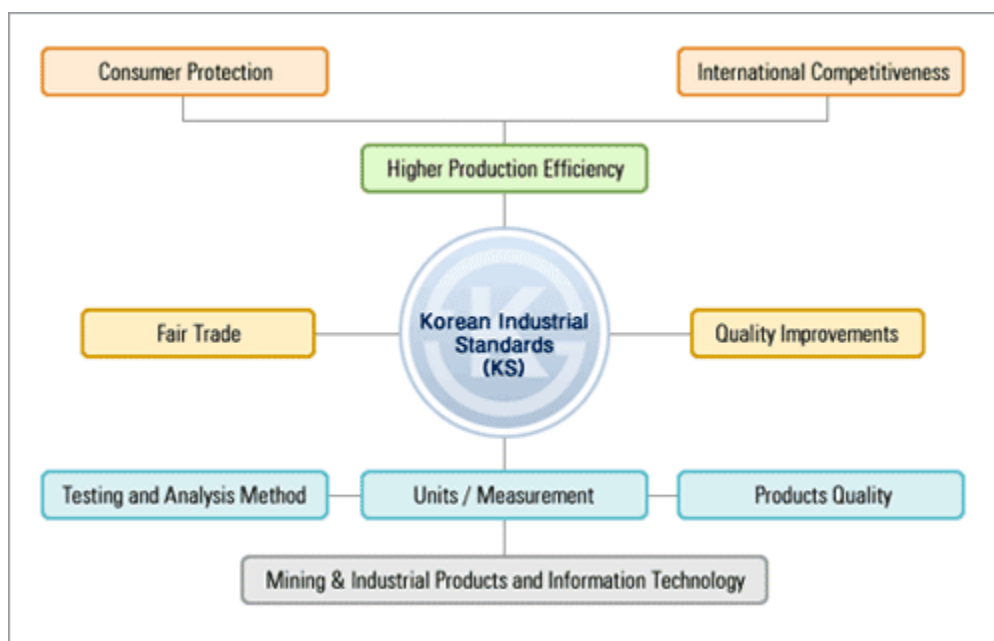 Consumer Protection
International Competitiveness
Higher Production Efficiency
Fair Trade
Korean Industrial
Standards
(KS)
Quality Improvements
Testing and Analysis Method
Units / Measurement
Products Quality
Mining & Industrial Products and Information Technology